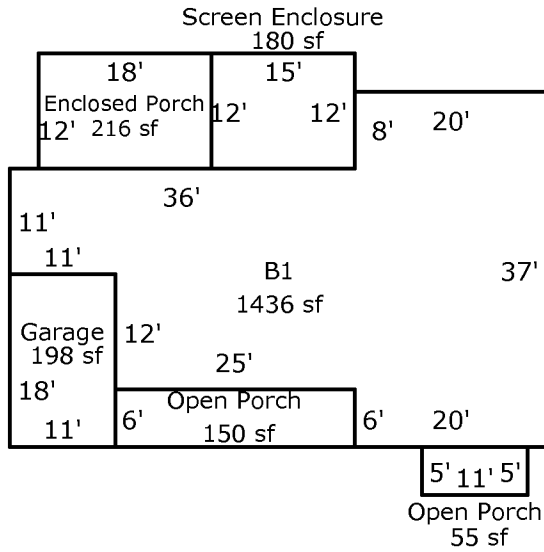 Screen Enclosure
180 sf
18'
15'
Enclosed Porch
216 sf
12'
12'
12'
8'
20'
36'
11'
11'
B1
1436 sf
37'
Garage
198 sf
12'
25'
18'
11'
Open Porch
150 sf
6'
6'
20'
5' 11' 5'
Open Porch
55 sf